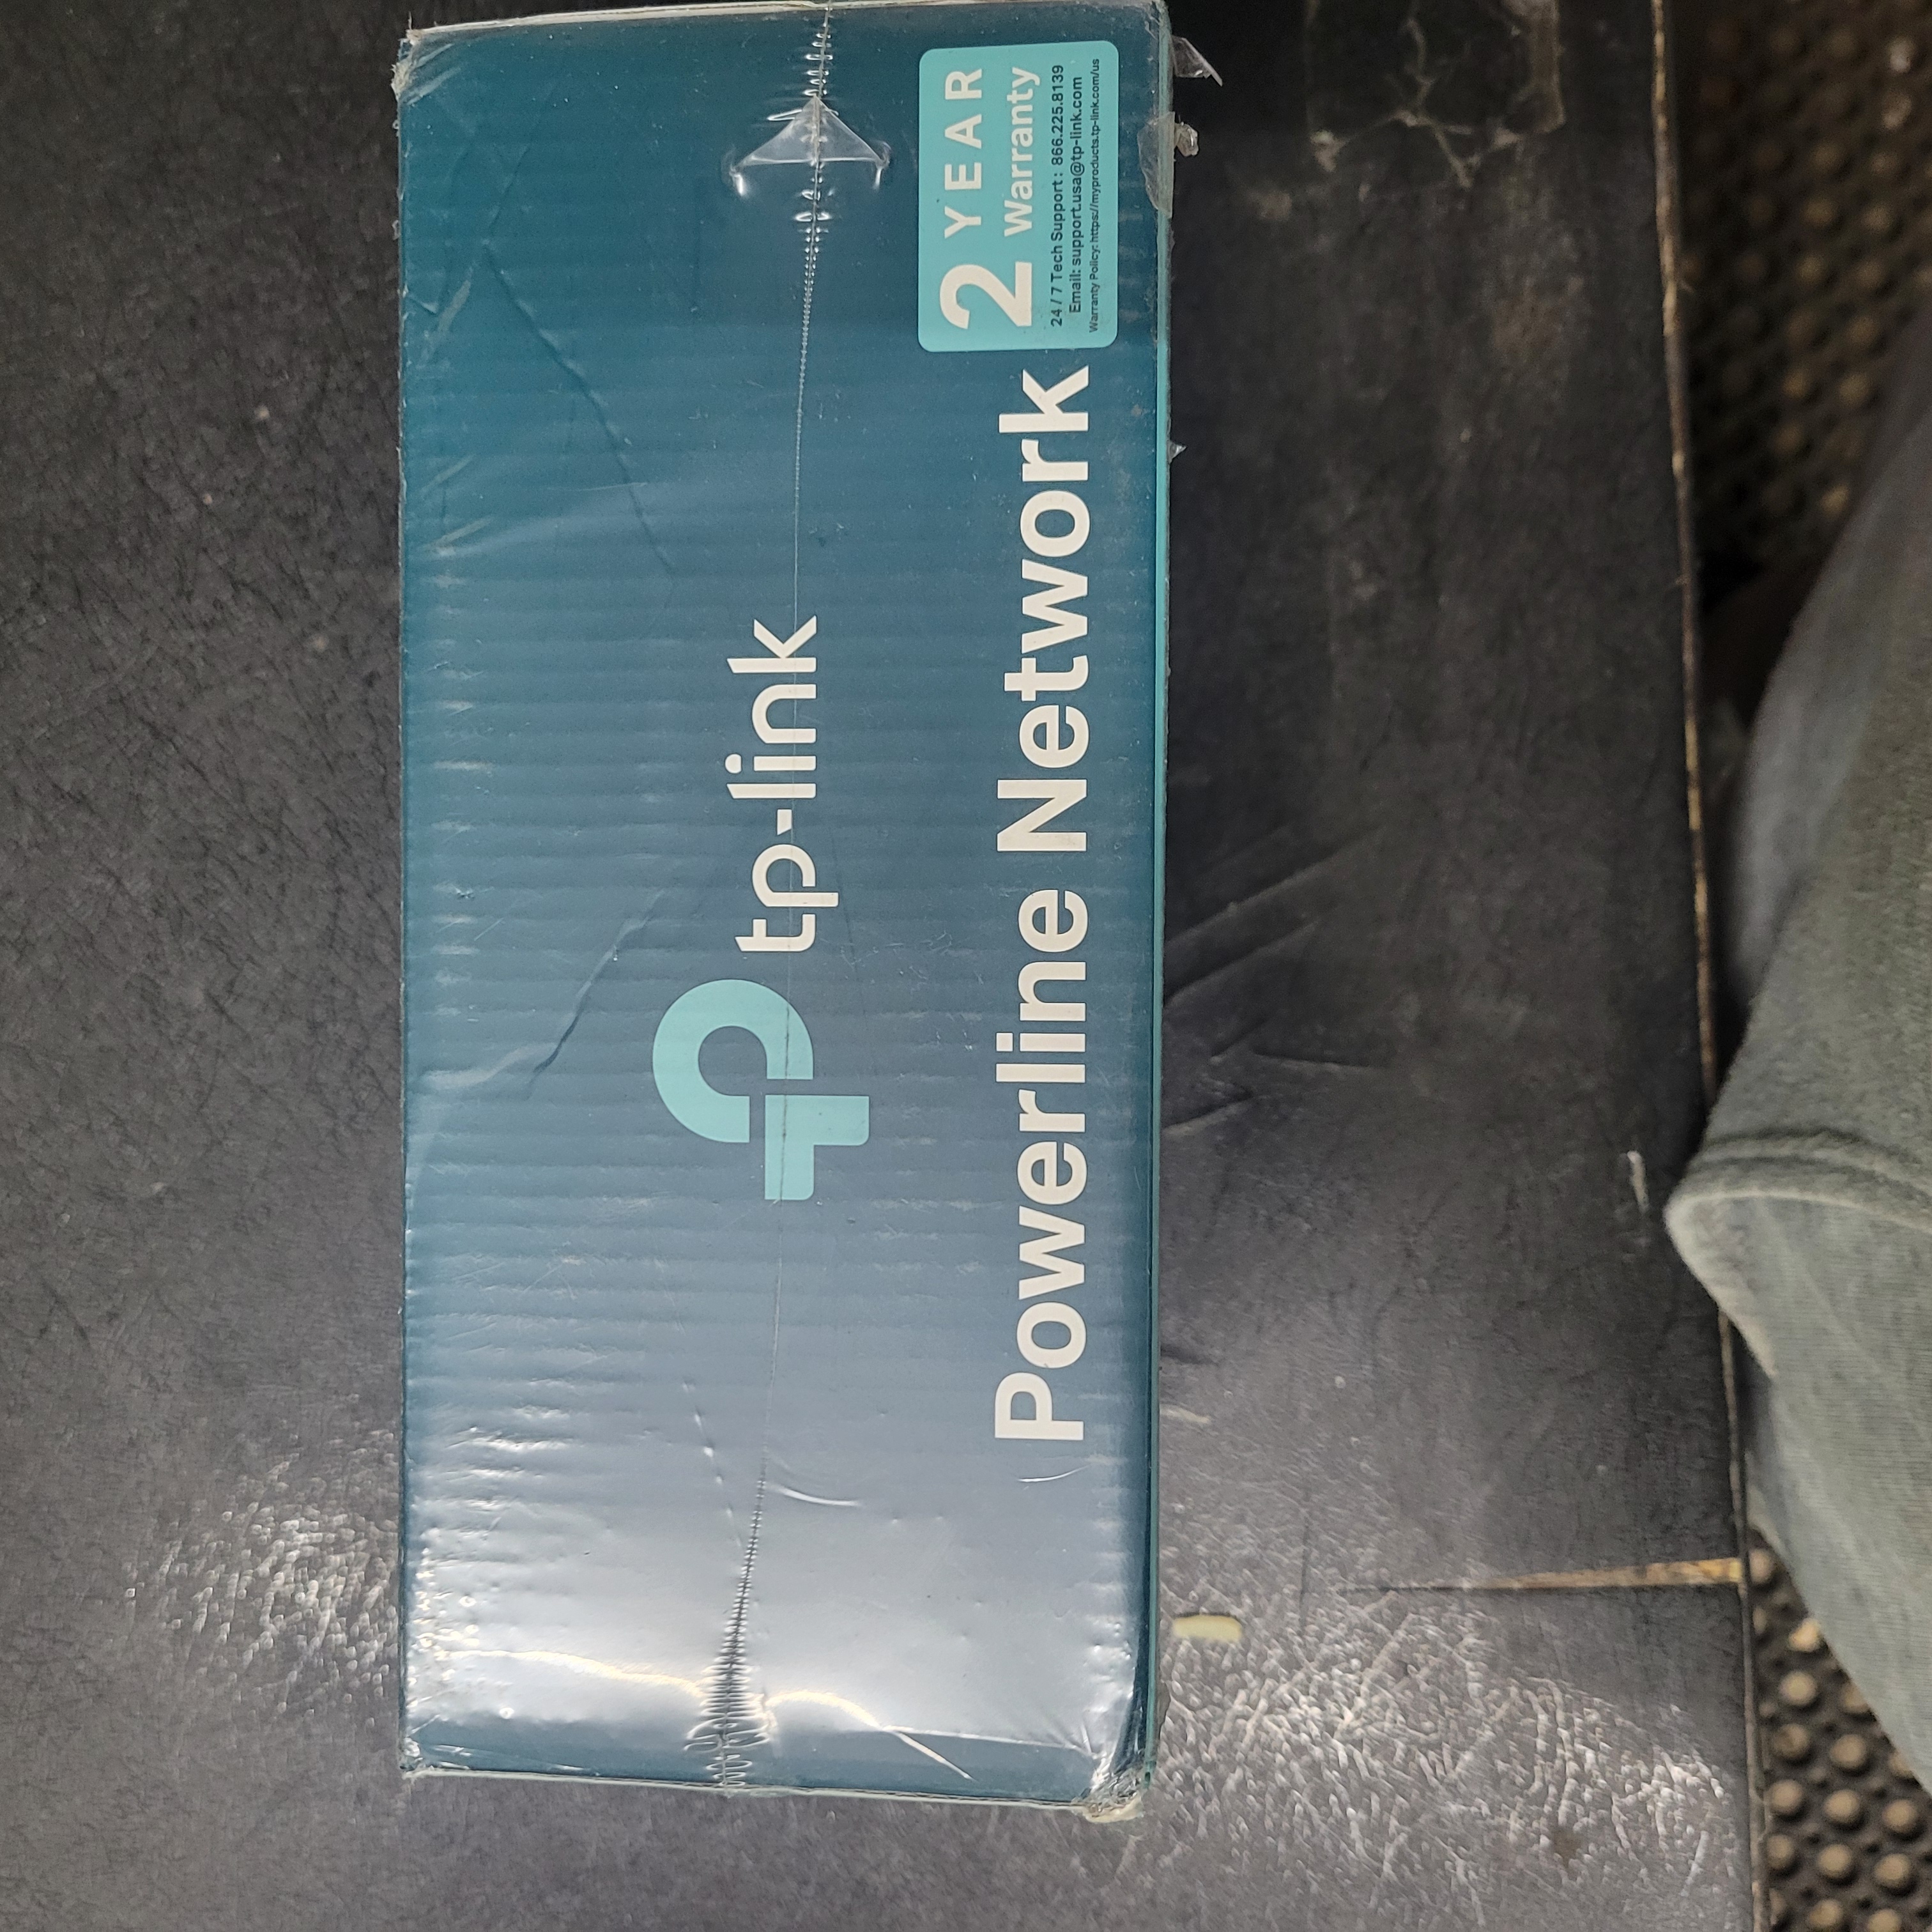 tp-link
Powerline Network
2 YEAR
Warranty
24 / 7 Tech Support : 866.225.8139
Email: support.usa@tp-link.com
Warranty Policy: https://myproducts.tp-link.com/us